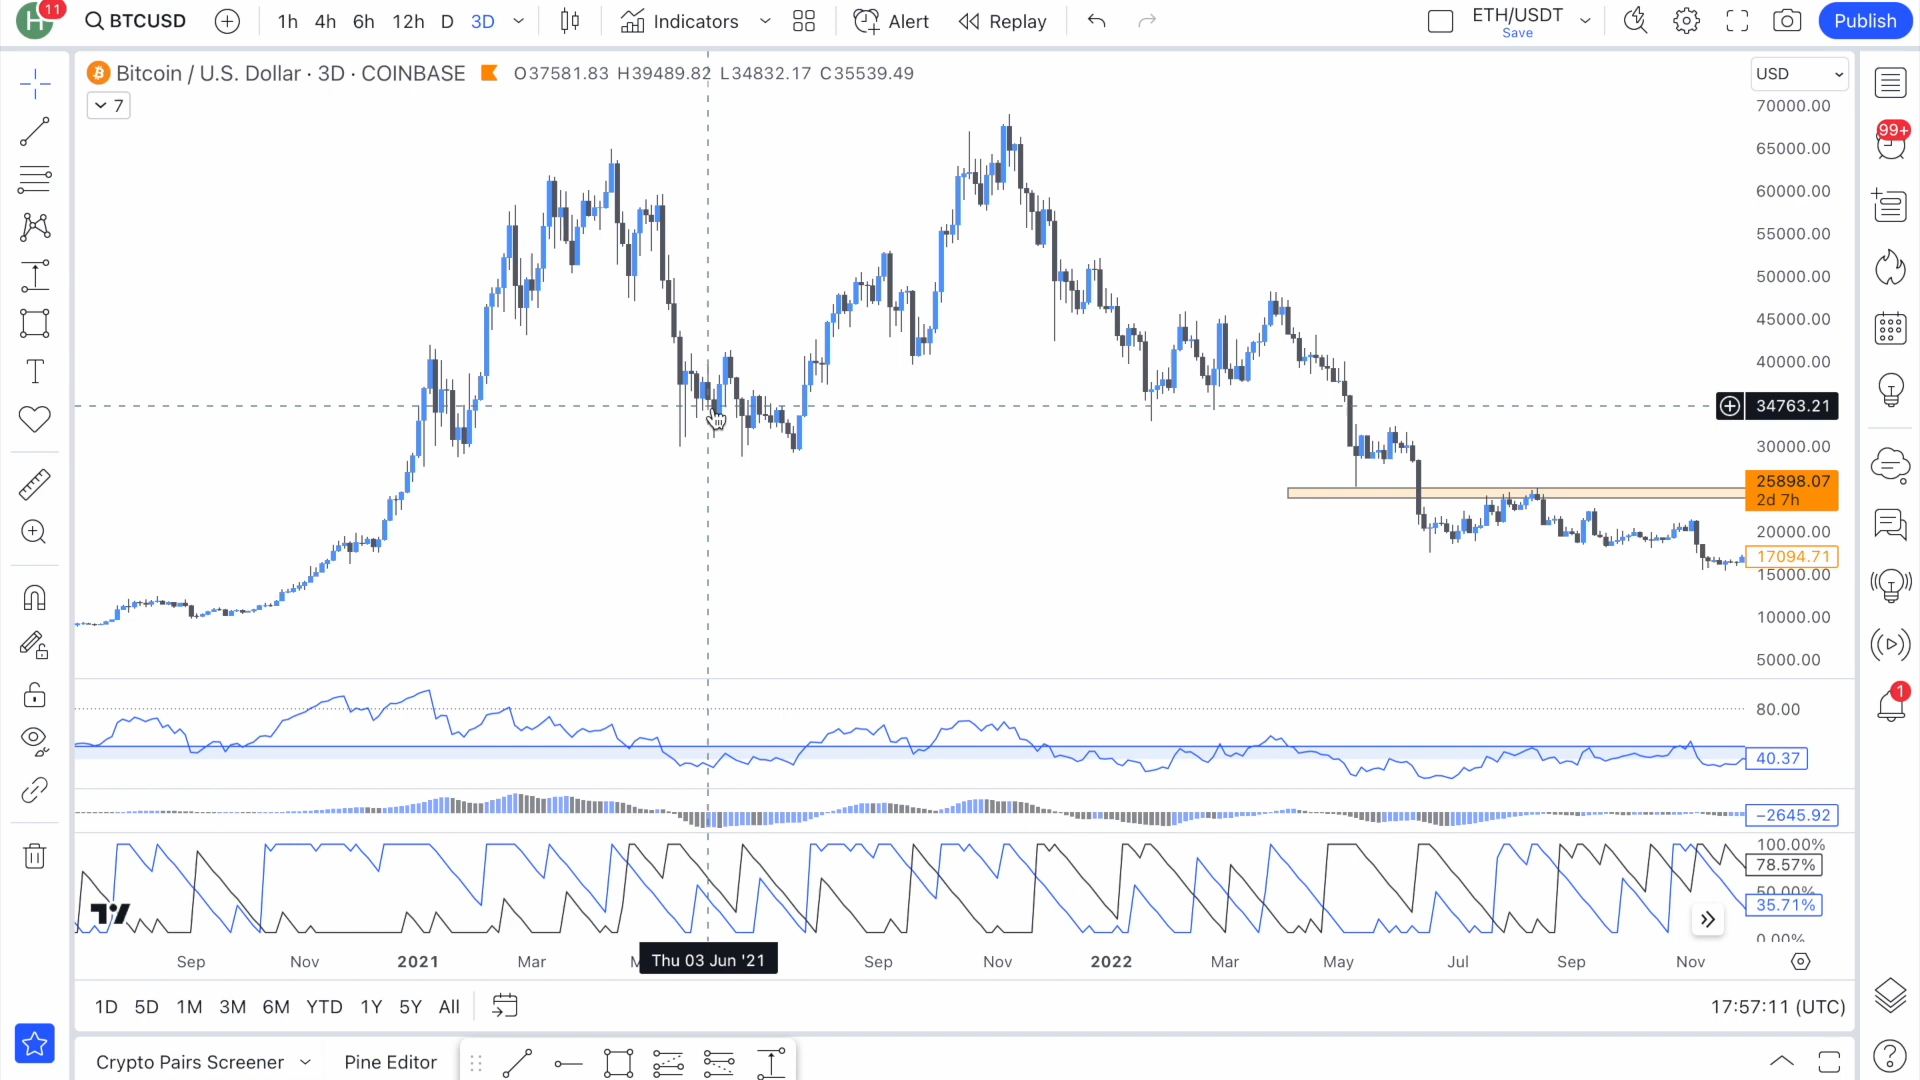 H 11
BTCUSD
1h 4h 6h 12h D 3D
Indicators
Alert
Replay
ETH/USDT
Save
Publish
Bitcoin / U.S. Dollar · 3D · COINBASE
O37581.83 H39489.82 L34832.17 C35539.49
USD
7
70000.00
65000.00
60000.00
55000.00
50000.00
45000.00
40000.00
34763.21
30000.00
25898.07
2d 7h
20000.00
17094.71
15000.00
10000.00
5000.00
80.00
40.37
−2645.92
100.00%
78.57%
50.00%
35.71%
0.00%
99+
1
T
Sep Nov 2021 Mar M Thu 03 Jun '21 Sep Nov 2022 Mar May Jul Sep Nov
1D 5D 1M 3M 6M YTD 1Y 5Y All
17:57:11 (UTC)
Crypto Pairs Screener
Pine Editor